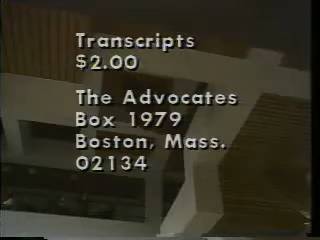 Transcripts
$2.00
The Advocates
Box 1979
Boston, Mass.
02134